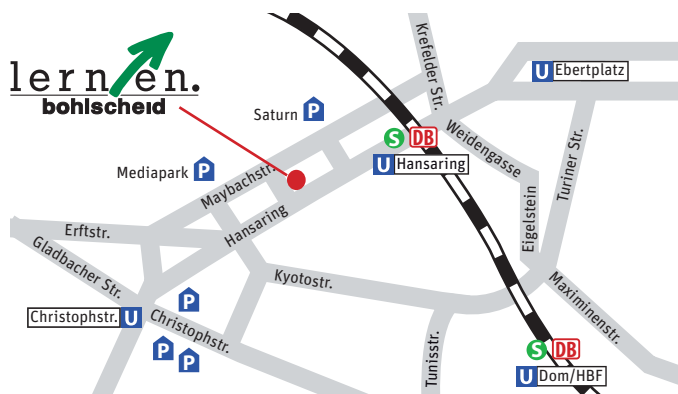 lernen.
bohlscheid
Saturn P
Mediapark P
Maybachstr.
Hansaring
Krefelder Str.
U Ebertplatz
S DB
U Hansaring
Weidengasse
Eigelstein
Turiner Str.
Erftstr.
Gladbacher Str.
Kyotostr.
Maximinenstr.
Christophstr. U
P
Christophstr.
P
P
Tunisstr.
S DB
U Dom/HBF